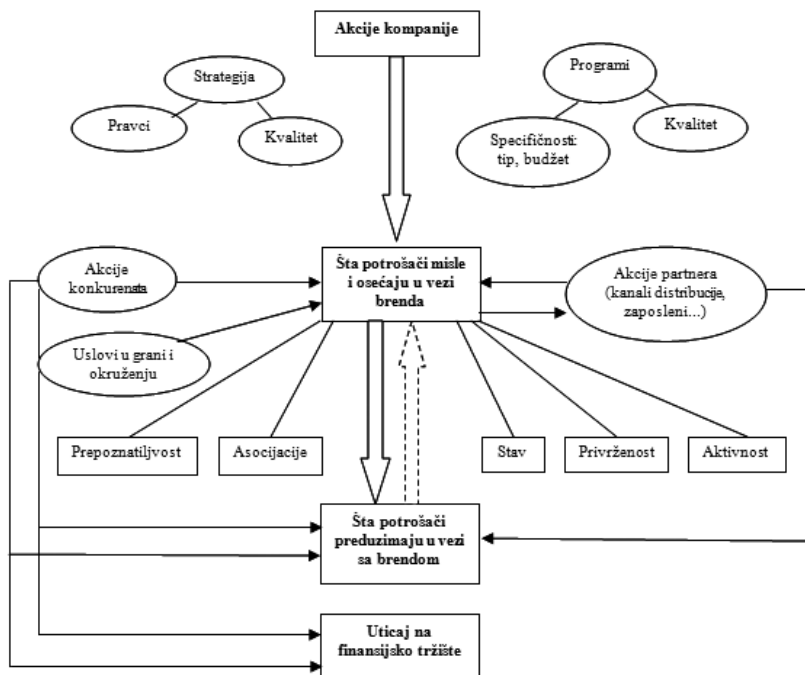 Akcije kompanije
Strategija
Pravci
Kvalitet
Programi
Specifičnosti:
tip, budžet
Kvalitet
Akcije
konkurenata
Šta potrošači misle
i osećaju u vezi
brenda
Akcije partnera
(kanali distribucije,
zaposleni...)
Uslovi u grani i
okruženju
Prepoznatiljvost
Asocijacije
Stav
Privrženost
Aktivnost
Šta potrošači
preduzimaju u vezi
sa brendom
Uticaj na
finansijsko tržište